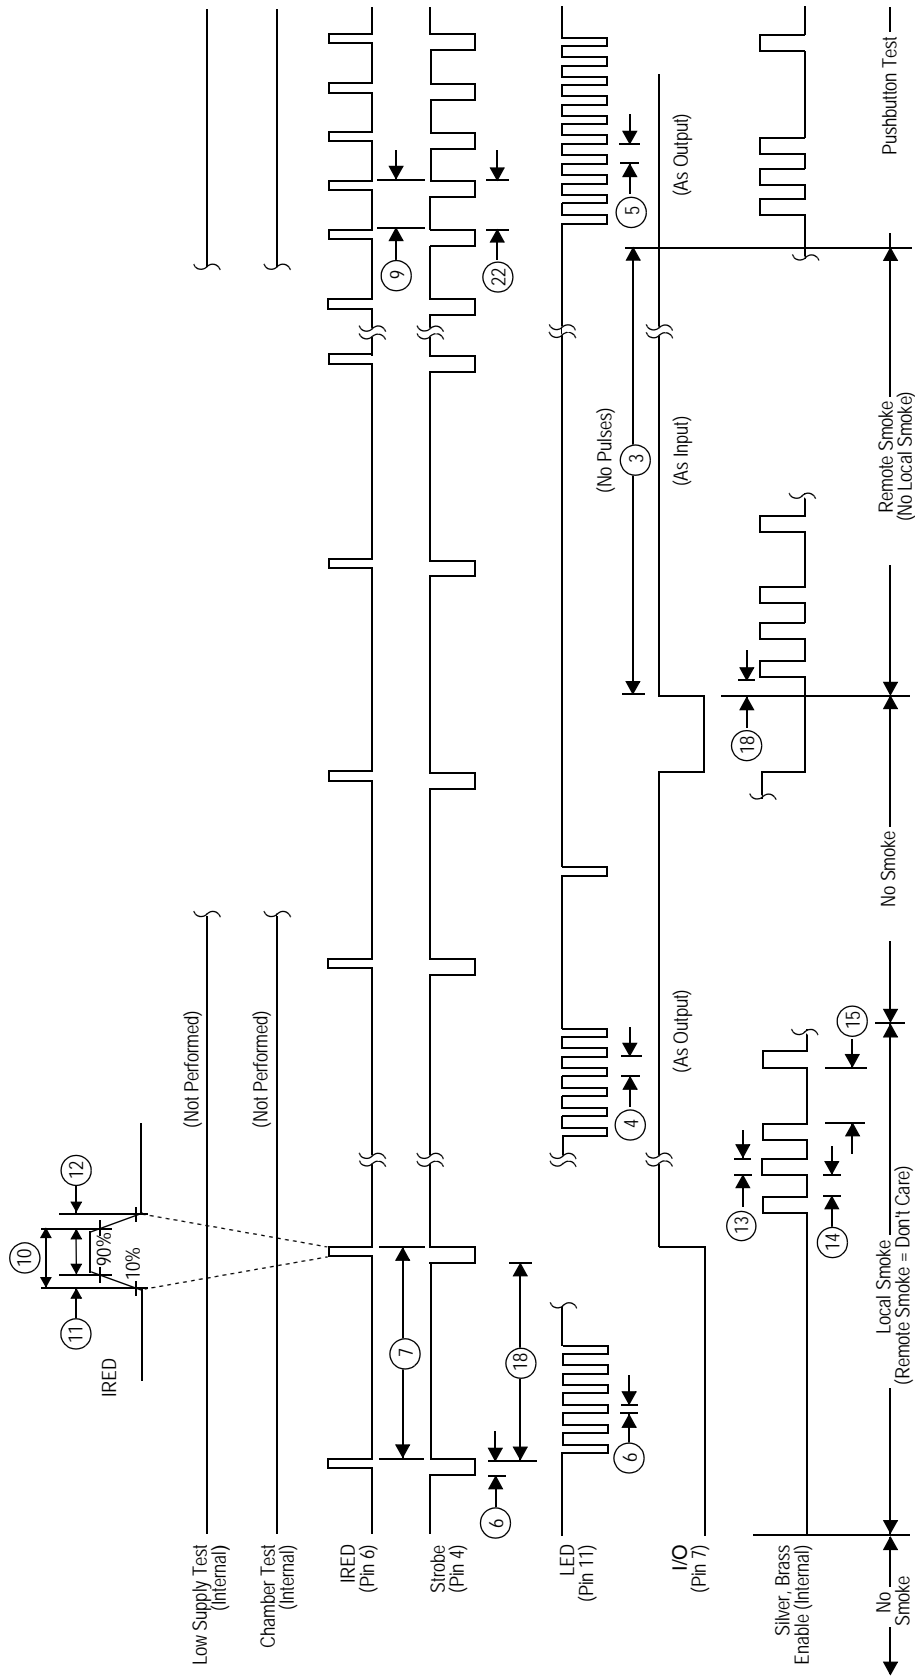 IRED
11
10
12
90%
10%
Low Supply Test
(Internal)
(Not Performed)
Chamber Test
(Internal)
(Not Performed)
IRED
(Pin 6)
7
9
Strobe
(Pin 4)
6
18
22
LED
(Pin 11)
6
4
(No Pulses)
5
3
I/O
(Pin 7)
(As Output)
(As Input)
(As Output)
13
18
Silver, Brass
Enable (Internal)
14
15
No
Smoke
Local Smoke
(Remote Smoke = Don't Care)
No Smoke
Remote Smoke
(No Local Smoke)
Pushbutton Test